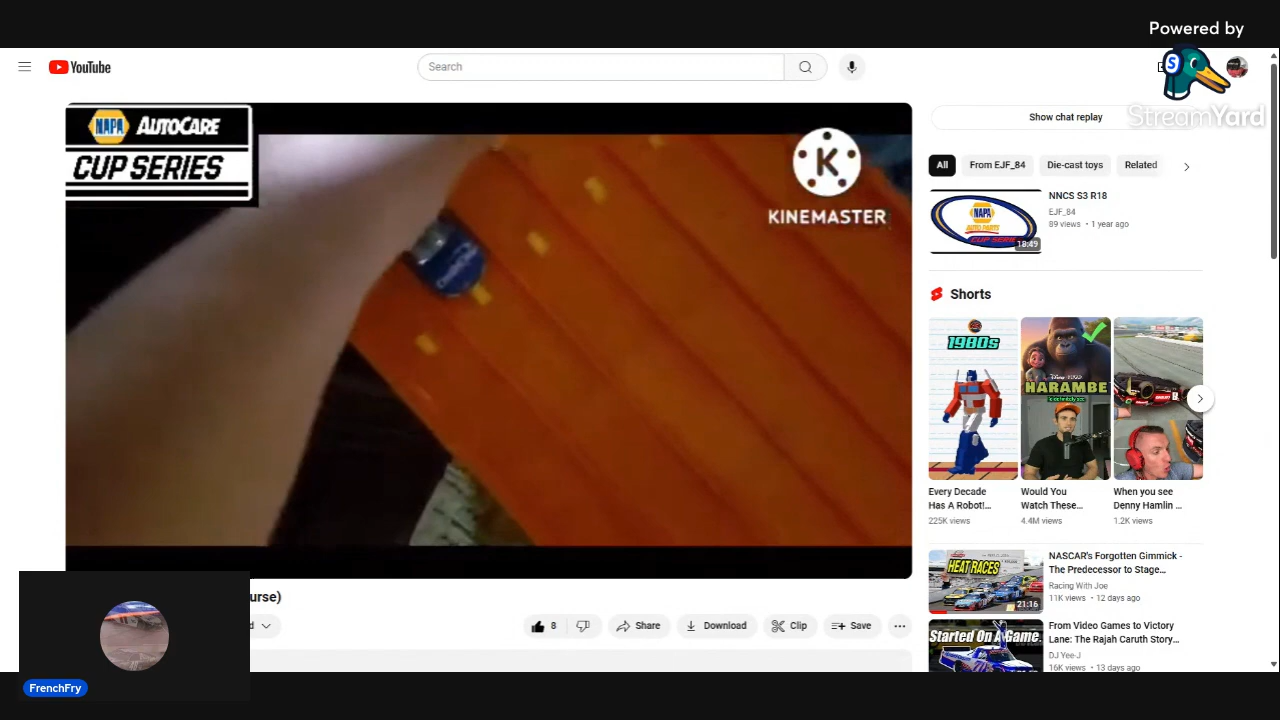 Powered by
StreamYard
YouTube
Search
NAPA AUTOCARE
CUP SERIES
K
KINEMASTER
Show chat replay
All
From EJF_84
Die-cast toys
Related
NAPA
AUTO PARTS
CUP SERIES
18:49
NNCS S3 R18
EJF_84
89 views • 1 year ago
Shorts
1980s
HARAMBE
Every Decade
Has A Robot!...
225K views
Would You
Watch These...
4.4M views
When you see
Denny Hamlin ...
1.2K views
HEAT RACES
21:16
NASCAR's Forgotten Gimmick -
The Predecessor to Stage...
Racing With Joe
11K views • 12 days ago
Started On A Game.
From Video Games to Victory
Lane: The Rajah Caruth Story...
DJ Yee-J
16K views • 13 days ago
urse)
d
8
Share
Download
Clip
Save
FrenchFry